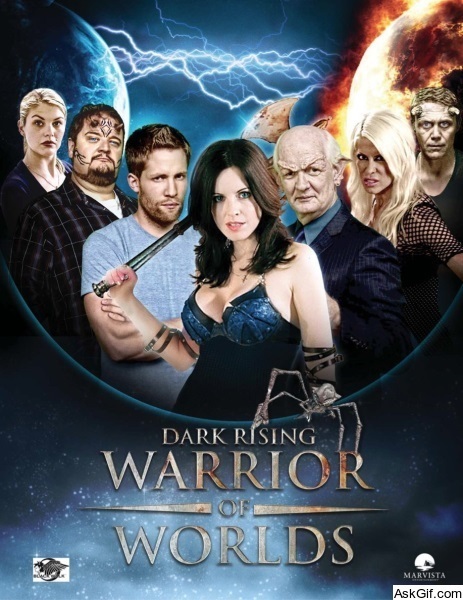 DARK RISING
WARRIOR
OF
WORLDS
MARVISTA
AskGif.com